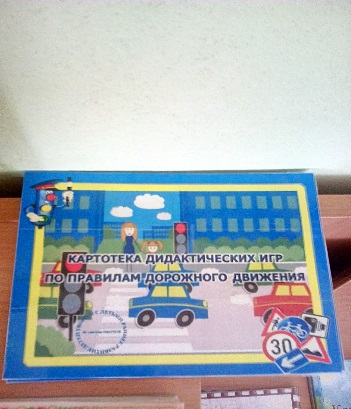 КАРТОТЕКА ДИДАКТИЧЕСКИХ ИГР
ПО ПРАВИЛАМ ДОРОЖНОГО ДВИЖЕНИЯ
30